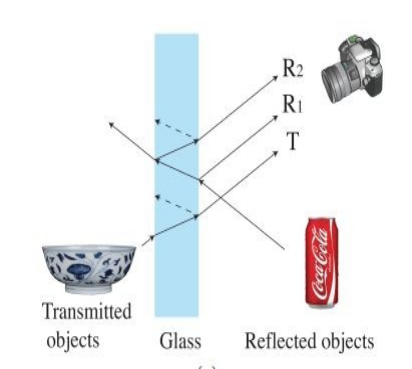 R2
R1
T
Coca-Cola
Transmitted
objects
Glass
Reflected objects